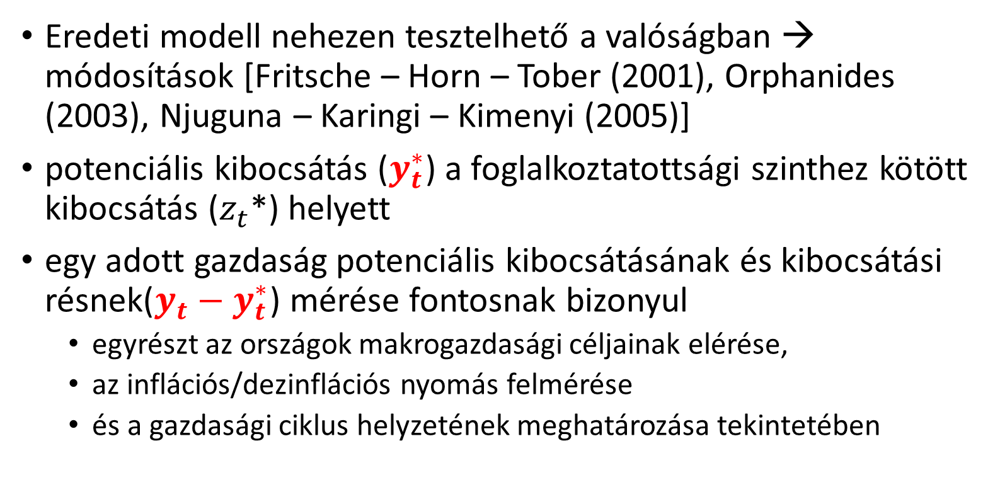 • Eredeti modell nehezen tesztelhető a valóságban →
módosítások [Fritsche – Horn – Tober (2001), Orphanides
(2003), Njuguna – Karingi – Kimenyi (2005)]
• potenciális kibocsátás (y_t^*) a foglalkoztatottsági szinthez kötött
kibocsátás (z_t*) helyett
• egy adott gazdaság potenciális kibocsátásának és kibocsátási
résnek(y_t − y_t^*) mérése fontosnak bizonyul
• egyrészt az országok makrogazdasági céljainak elérése,
• az inflációs/dezinflációs nyomás felmérése
• és a gazdasági ciklus helyzetének meghatározása tekintetében